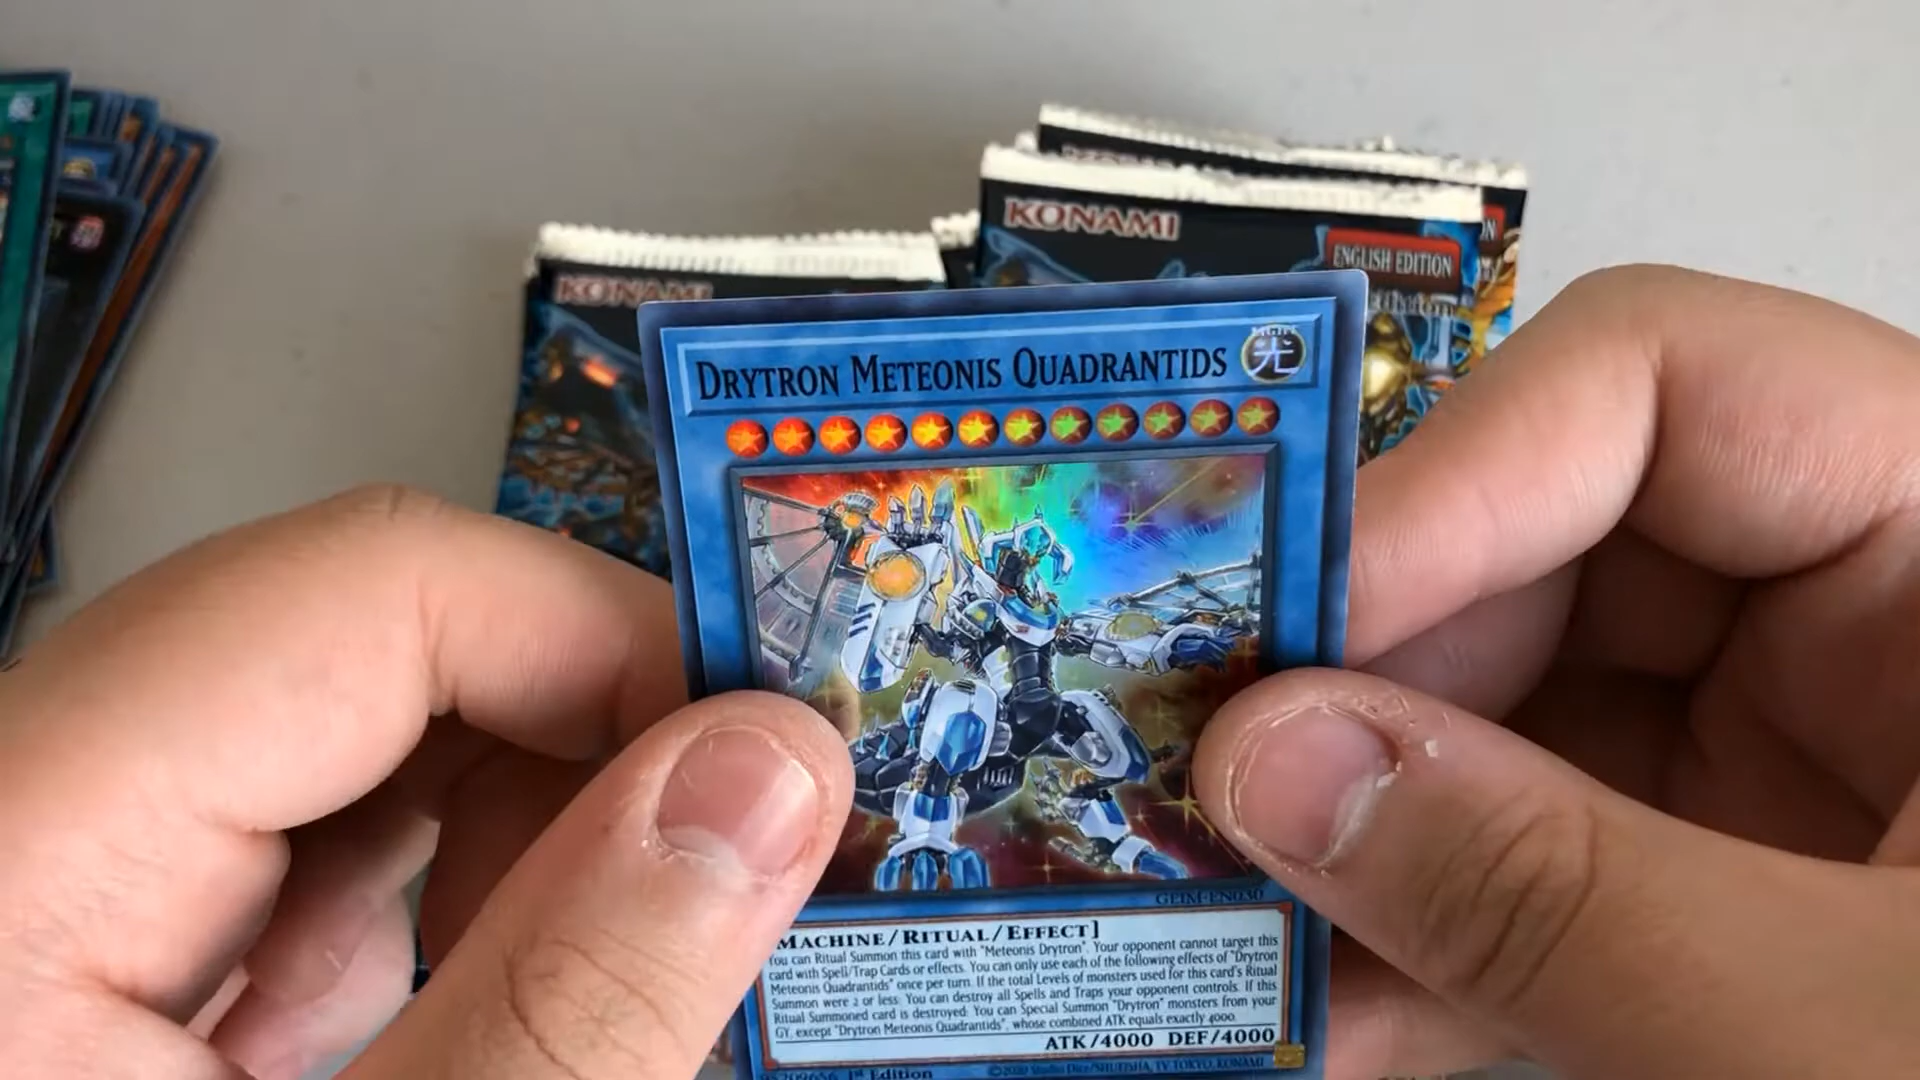 KONAMI
ENGLISH EDITION
KONAMI
DRYTRON METEONIS QUADRANTIDS
LIGHT
光
GEIM-EN030
[MACHINE/RITUAL/EFFECT]
You can Ritual Summon this card with "Meteonis Drytron". Your opponent cannot target this
card with Spell/Trap Cards or effects. You can only use each of the following effects of "Drytron
Meteonis Quadrantids" once per turn. If the total Levels of monsters used for this card's Ritual
Summon were 2 or less: You can destroy all Spells and Traps your opponent controls. If this
Ritual Summoned card is destroyed: You can Special Summon "Drytron" monsters from your
GY, except "Drytron Meteonis Quadrantids", whose combined ATK equals exactly 4000.
ATK/4000 DEF/4000
1st Edition
©2020 Studio Dice/SHUEISHA, TV TOKYO, KONAMI